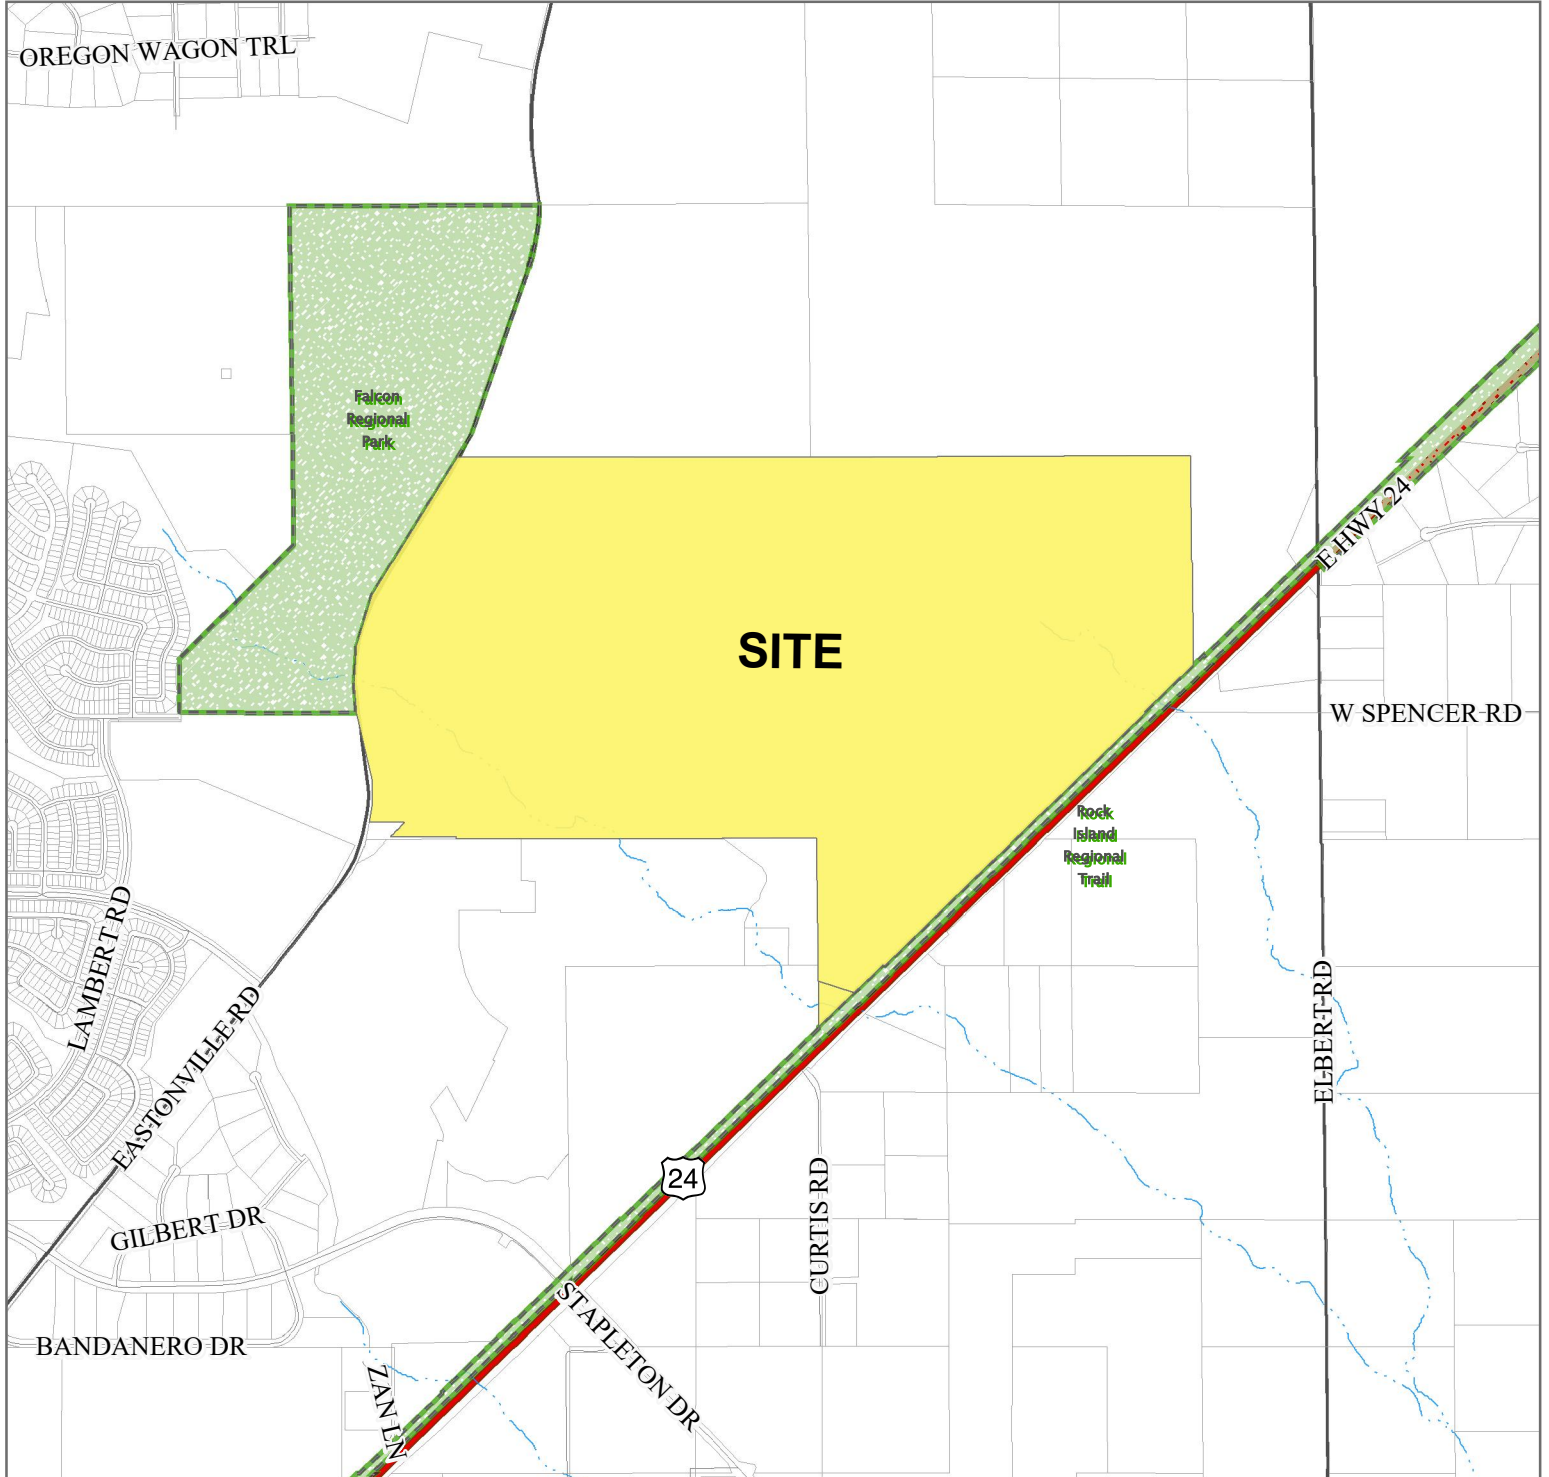 OREGON WAGON TRL
Falcon
Regional
Park
E HWY 24
SITE
W SPENCER RD
Rock
Island
Regional
Trail
LAMBERT RD
EASTONVILLE RD
ELBERT RD
24
CURTIS RD
GILBERT DR
STAPLETON DR
BANDANERO DR
ZAN LN